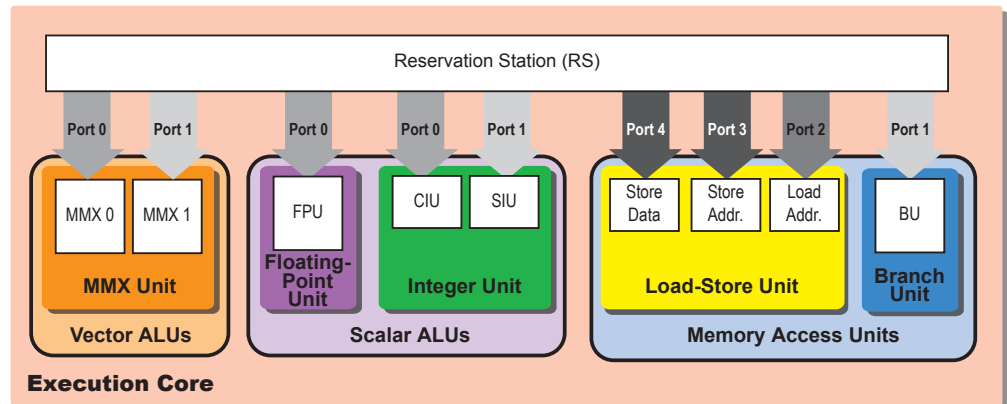 Reservation Station (RS)
Port 0
Port 1
Port 0
Port 0
Port 1
Port 4
Port 3
Port 2
Port 1
MMX 0
MMX 1
FPU
CIU
SIU
Store
Data
Store
Addr.
Load
Addr.
BU
MMX Unit
Floating-
Point
Unit
Integer Unit
Load-Store Unit
Branch
Unit
Vector ALUs
Scalar ALUs
Memory Access Units
Execution Core